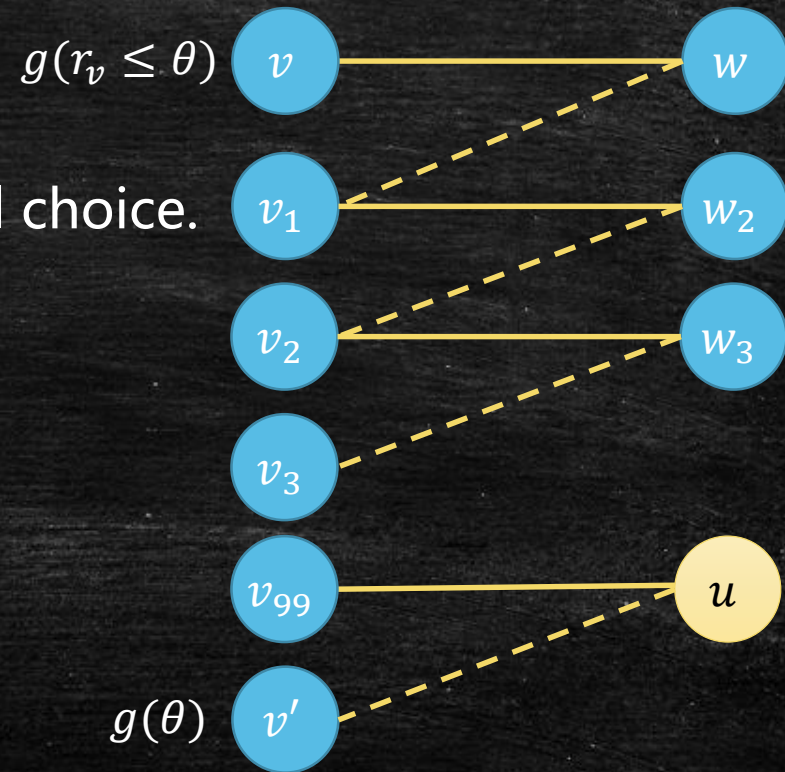 g(r_v ≤ θ) v w
l choice. v_1 w_2
v_2 w_3
v_3
v_99 u
g(θ) v′